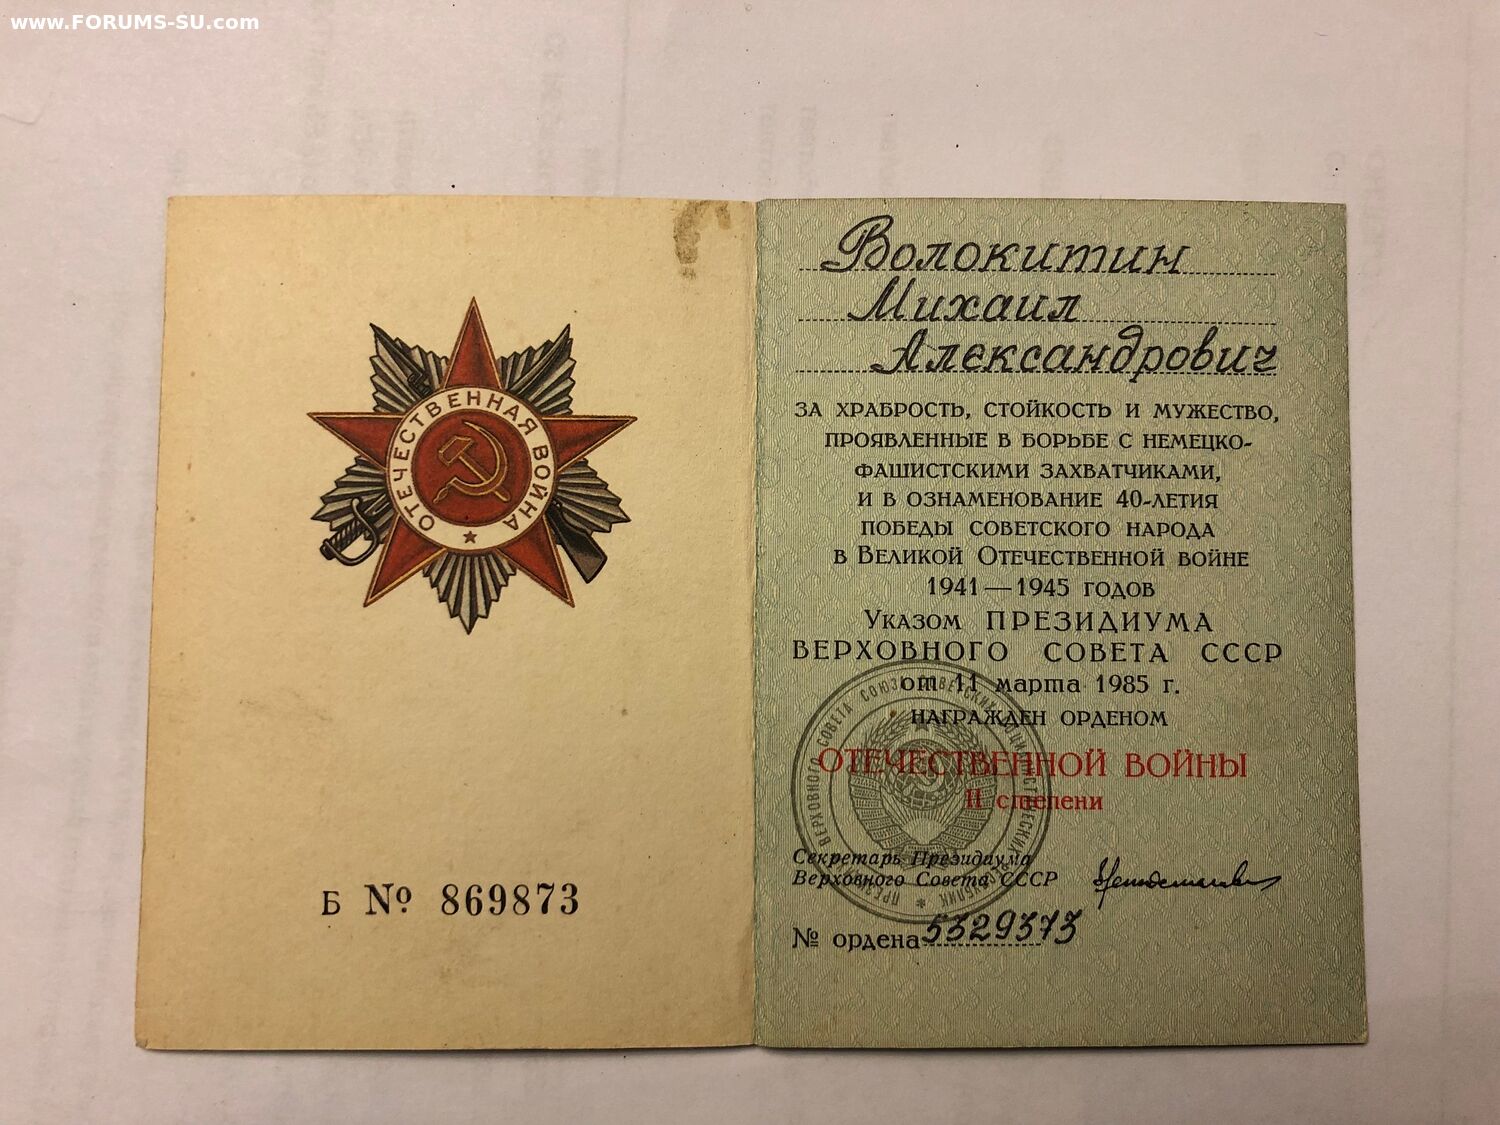 www.FORUMS-SU.com
ОТЕЧЕСТВЕННАЯ ВОЙНА
Б № 869873
Волокитин
Михаил
Александрович
ЗА ХРАБРОСТЬ, СТОЙКОСТЬ И МУЖЕСТВО,
ПРОЯВЛЕННЫЕ В БОРЬБЕ С НЕМЕЦКО-
ФАШИСТСКИМИ ЗАХВАТЧИКАМИ,
И В ОЗНАМЕНОВАНИЕ 40-ЛЕТИЯ
ПОБЕДЫ СОВЕТСКОГО НАРОДА
В ВЕЛИКОЙ ОТЕЧЕСТВЕННОЙ ВОЙНЕ
1941—1945 ГОДОВ
УКАЗОМ ПРЕЗИДИУМА
ВЕРХОВНОГО СОВЕТА СССР
от 11 марта 1985 г.
НАГРАЖДЕН ОРДЕНОМ
ОТЕЧЕСТВЕННОЙ ВОЙНЫ
II степени
Секретарь Президиума
Верховного Совета СССР
№ ордена 5329373